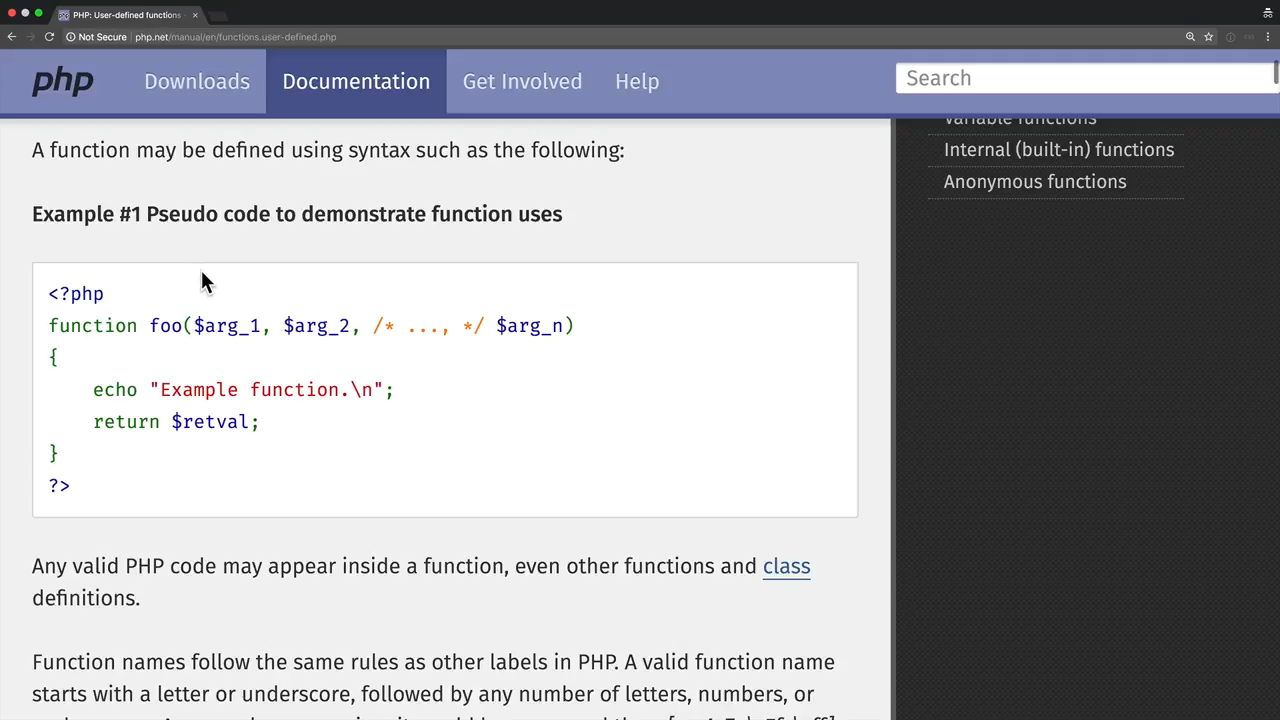 PHP: User-defined functions
Not Secure php.net/manual/en/functions.user-defined.php
php Downloads Documentation Get Involved Help Search
A function may be defined using syntax such as the following:
Example #1 Pseudo code to demonstrate function uses
<?php
function foo($arg_1, $arg_2, /* ..., */ $arg_n)
{
    echo "Example function.\n";
    return $retval;
}
?>
Any valid PHP code may appear inside a function, even other functions and class
definitions.
Function names follow the same rules as other labels in PHP. A valid function name
starts with a letter or underscore, followed by any number of letters, numbers, or
Variable functions
Internal (built-in) functions
Anonymous functions